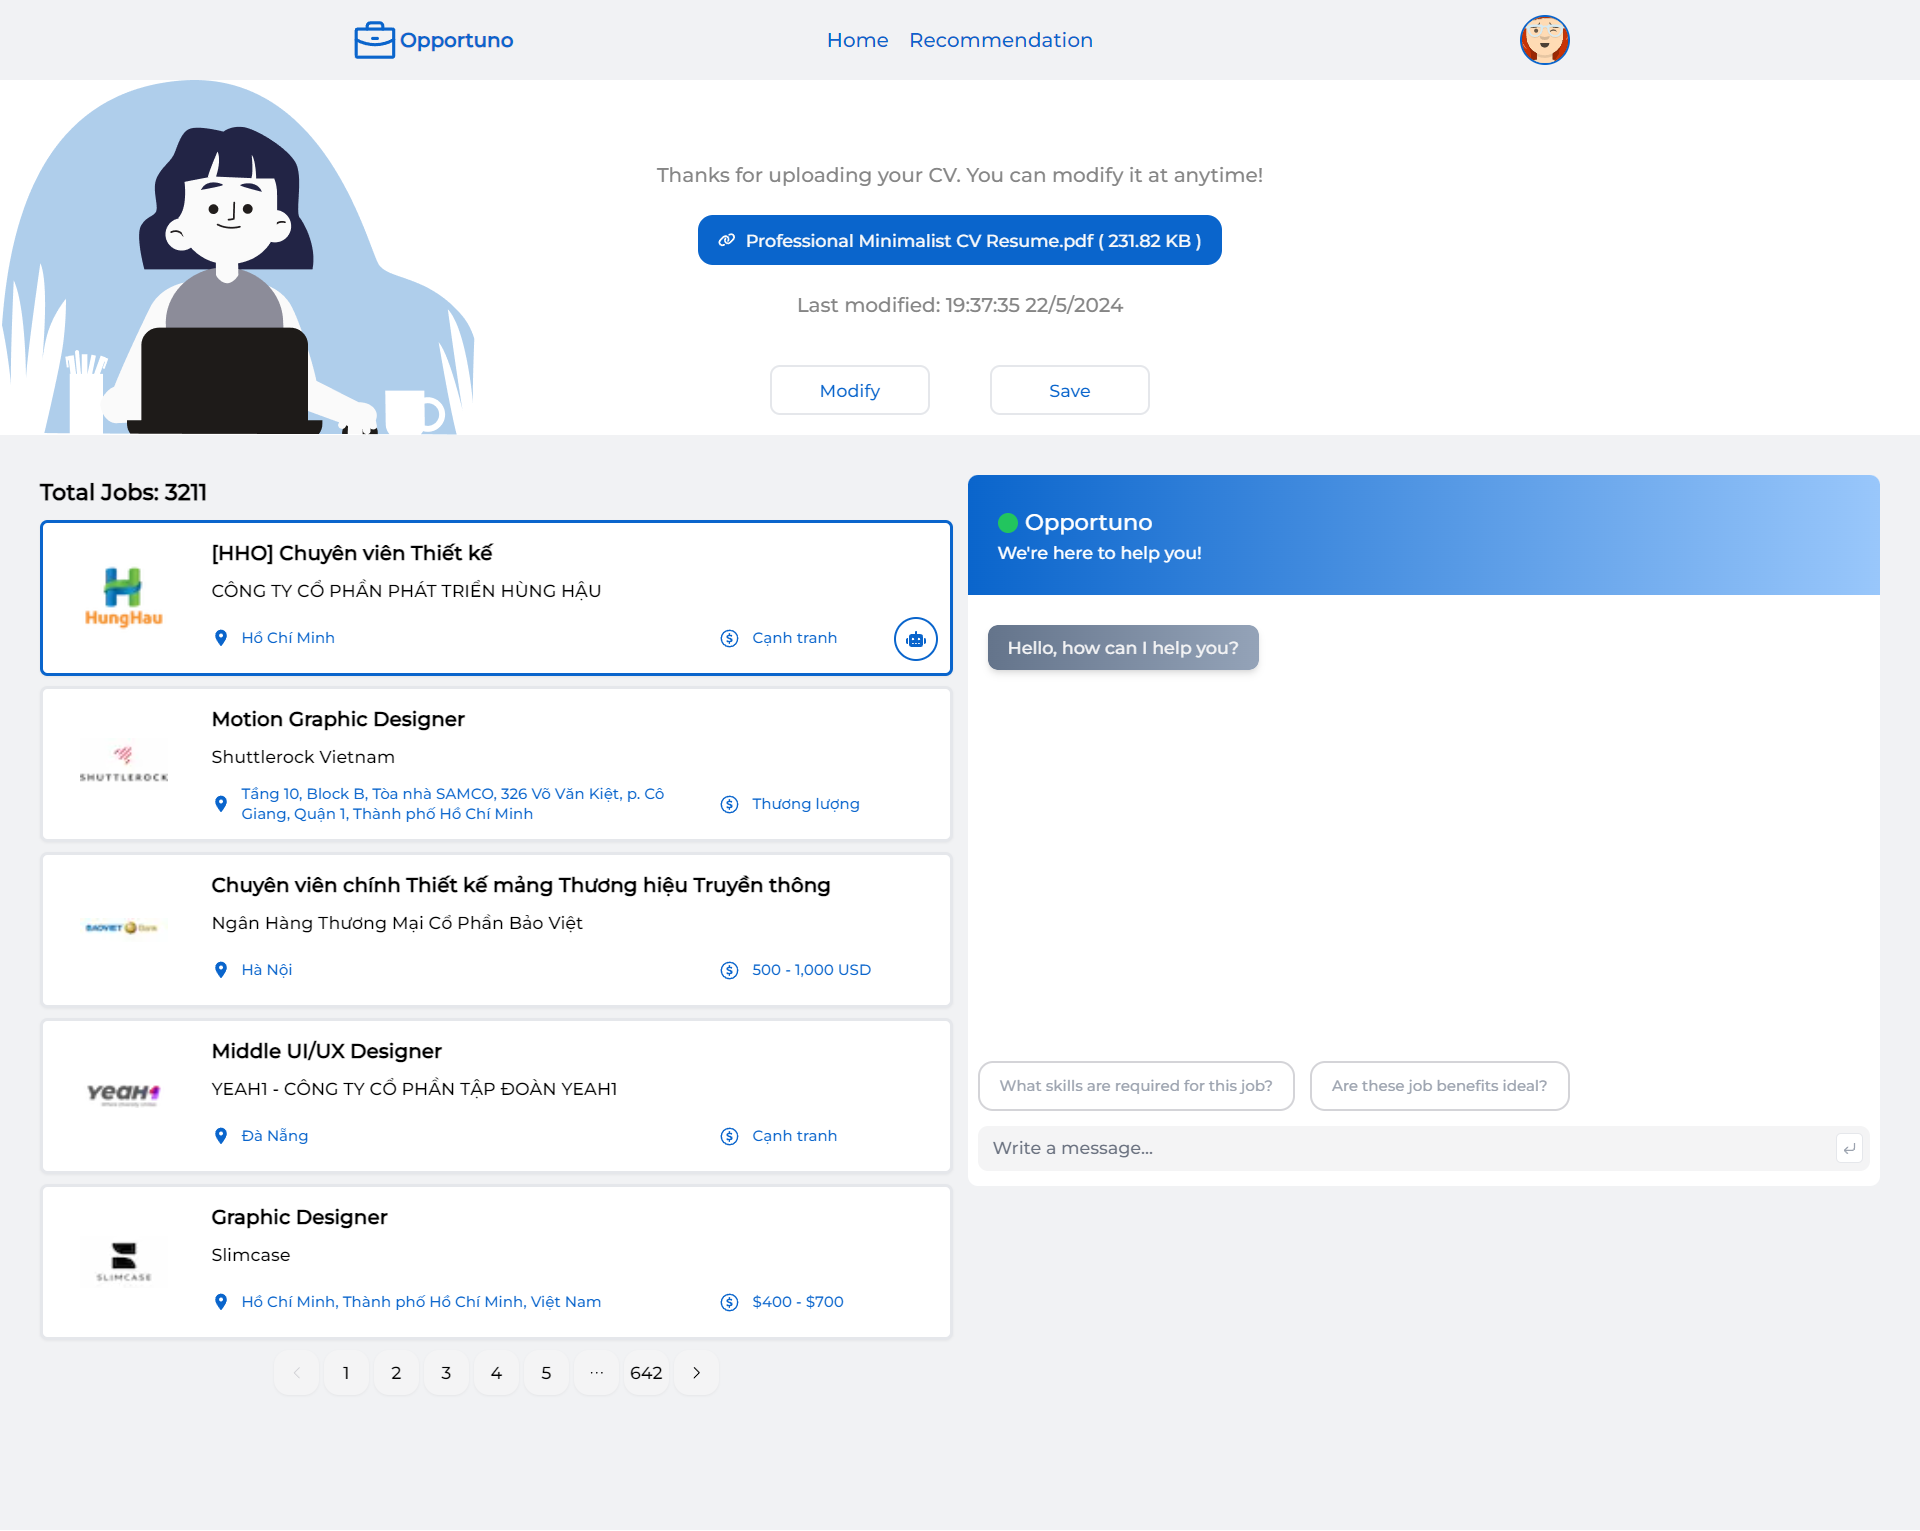 Opportuno
Home
Recommendation
Thanks for uploading your CV. You can modify it at anytime!
Professional Minimalist CV Resume.pdf ( 231.82 KB )
Last modified: 19:37:35 22/5/2024
Modify
Save
Total Jobs: 3211
HungHau
[HHO] Chuyên viên Thiết kế
CÔNG TY CỔ PHẦN PHÁT TRIỂN HÙNG HẬU
Hồ Chí Minh
Cạnh tranh
SHUTTLEROCK
Motion Graphic Designer
Shuttlerock Vietnam
Tầng 10, Block B, Tòa nhà SAMCO, 326 Võ Văn Kiệt, p. Cô
Giang, Quận 1, Thành phố Hồ Chí Minh
Thương lượng
BAOVIET Bank
Chuyên viên chính Thiết kế mảng Thương hiệu Truyền thông
Ngân Hàng Thương Mại Cổ Phần Bảo Việt
Hà Nội
500 - 1,000 USD
YEAH1
Middle UI/UX Designer
YEAH1 - CÔNG TY CỔ PHẦN TẬP ĐOÀN YEAH1
Đà Nẵng
Cạnh tranh
SLIMCASE
Graphic Designer
Slimcase
Hồ Chí Minh, Thành phố Hồ Chí Minh, Việt Nam
$400 - $700
1 2 3 4 5 ... 642
Opportuno
We're here to help you!
Hello, how can I help you?
What skills are required for this job?
Are these job benefits ideal?
Write a message...